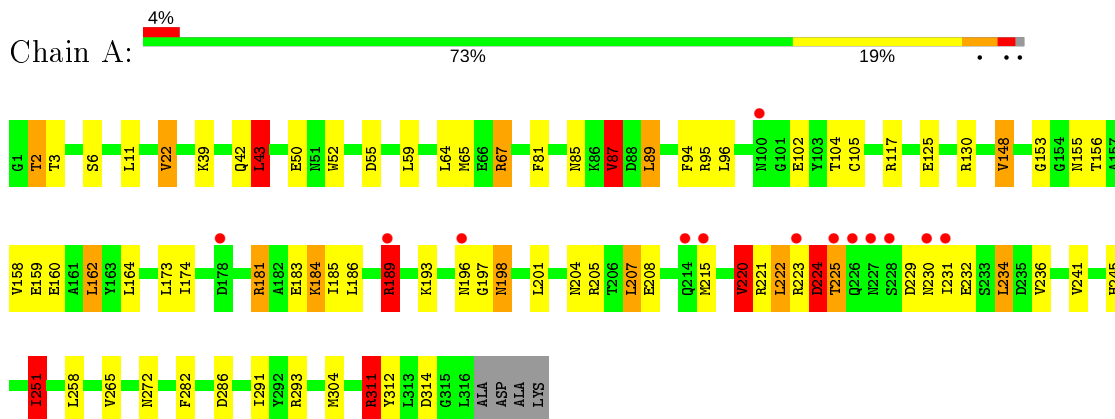 4%
Chain A:
73% 19% • • •
G1 T2 T3 S6 L11 V22 K39 Q42 L43 E50 N51 W52 D55 L59 L64 M65 E66 R67 F81 N85 K86 V87 D88 L89 F94 R95 L96 N100 G101 E102 Y103 T104 C105 R117 E125 R130 V148 G153 G154 N155 T156 A157
V158 E159 E160 A161 L162 Y163 L164 L173 I174 D178 R181 A182 E183 K184 I185 L186 R189 K193 N196 G197 N198 L201 N204 R205 T206 L207 E208 Q214 M215 V220 R221 L222 R223 D224 T225 Q226 N227 S228 D229 N230 I231 E232 S233 L234 D235 V236 V241 H245
I251 L258 V265 N272 F282 D286 I291 Y292 R293 M304 R311 Y312 L313 D314 G315 L316 ALA ASP ALA LYS